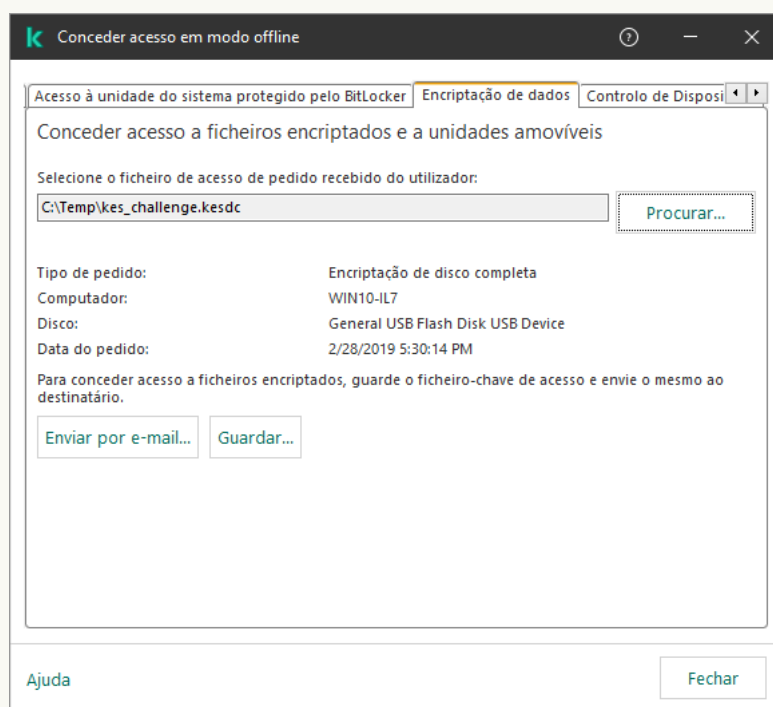 Conceder acesso em modo offline
Acesso à unidade do sistema protegido pelo BitLocker Encriptação de dados Controlo de Disposi
Conceder acesso a ficheiros encriptados e a unidades amovíveis
Selecione o ficheiro de acesso de pedido recebido do utilizador:
C:\Temp\kes_challenge.kesdc Procurar...
Tipo de pedido: Encriptação de disco completa
Computador: WIN10-IL7
Disco: General USB Flash Disk USB Device
Data do pedido: 2/28/2019 5:30:14 PM
Para conceder acesso a ficheiros encriptados, guarde o ficheiro-chave de acesso e envie o mesmo ao
destinatário.
Enviar por e-mail... Guardar...
Ajuda Fechar